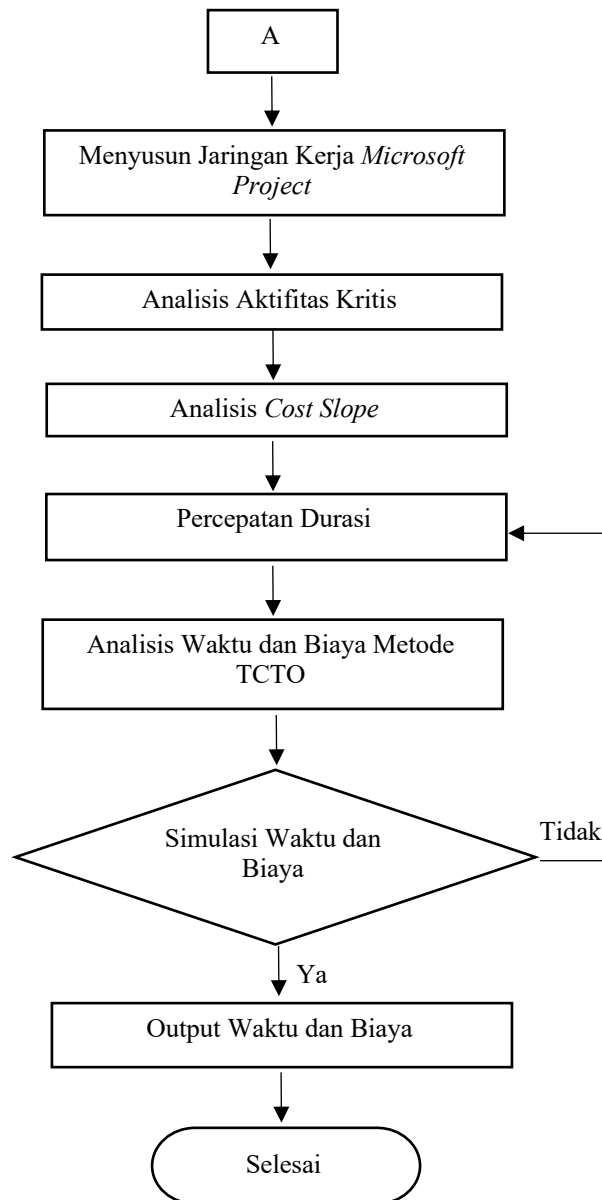 A
Menyusun Jaringan Kerja Microsoft
Project
Analisis Aktifitas Kritis
Analisis Cost Slope
Percepatan Durasi
Analisis Waktu dan Biaya Metode
TCTO
Simulasi Waktu dan
Biaya
Tidak
Ya
Output Waktu dan Biaya
Selesai